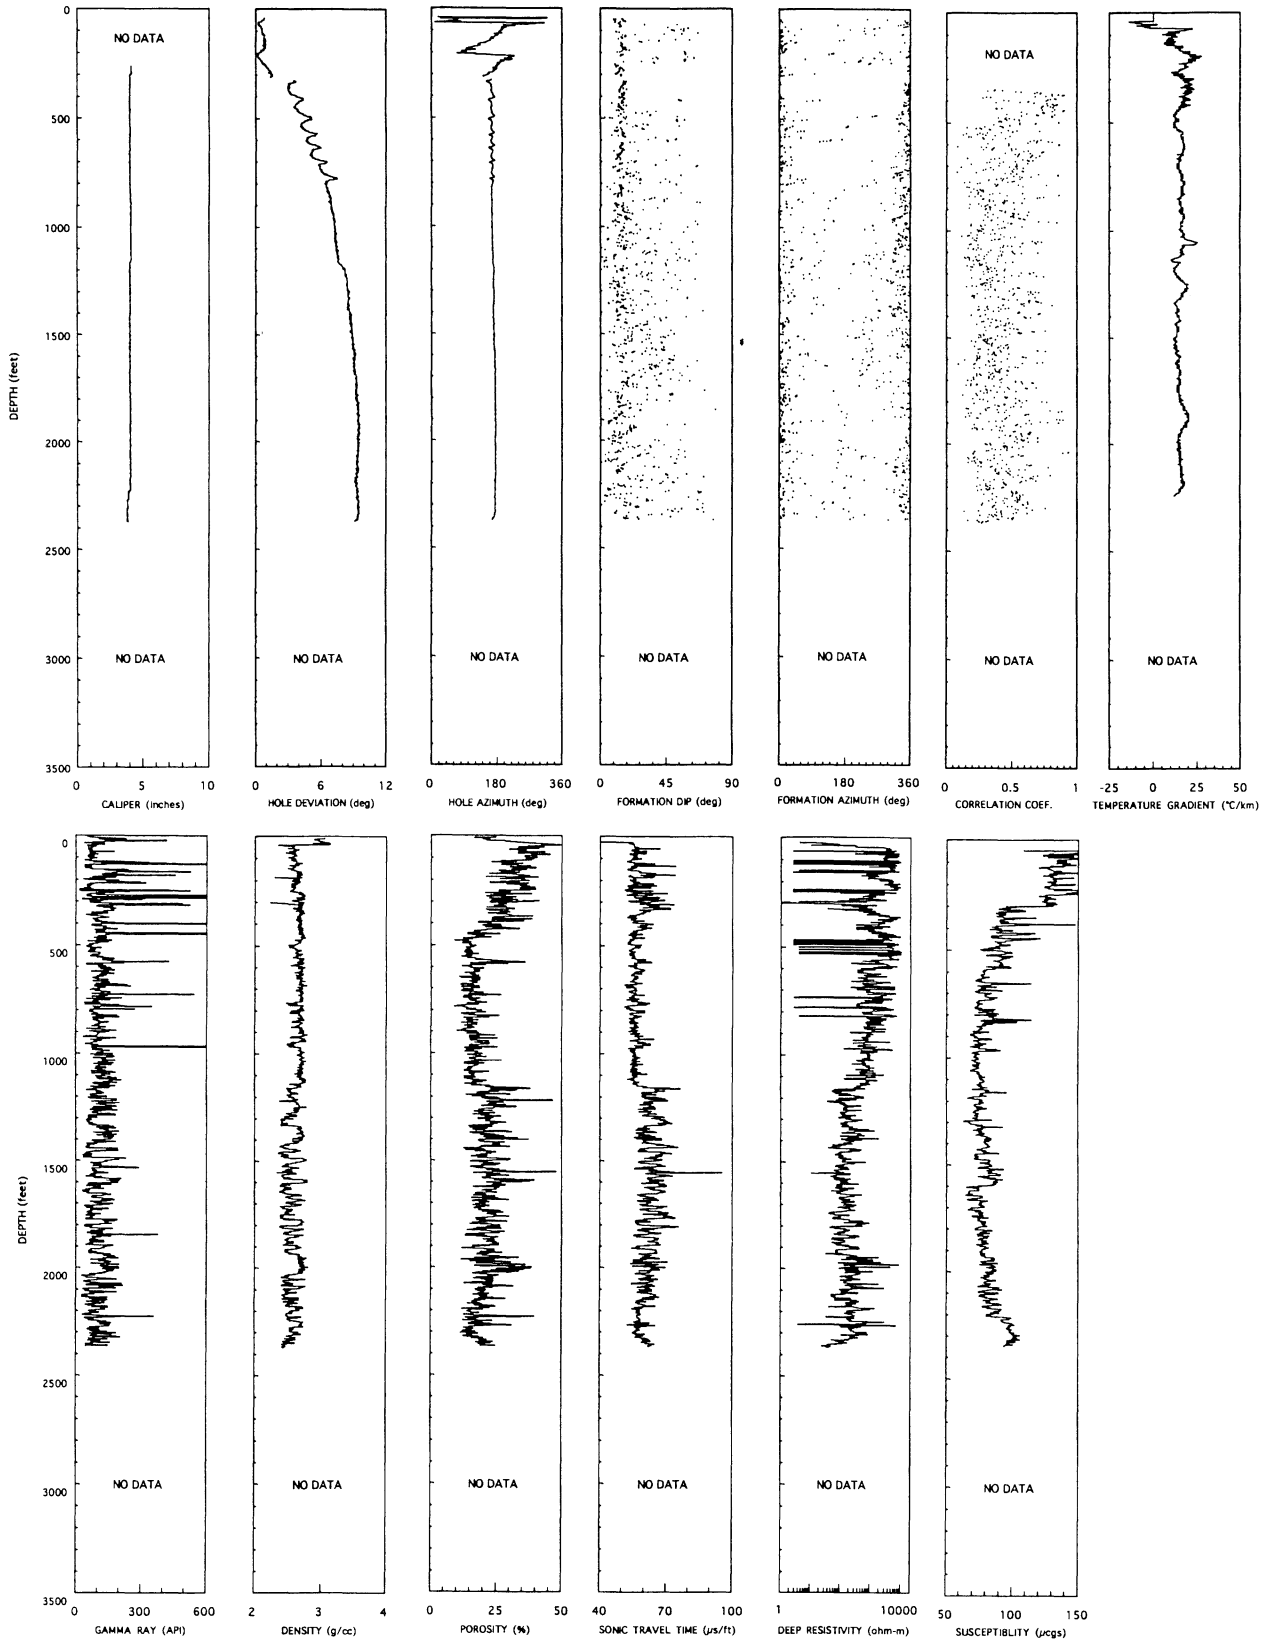 0
500
1000
1500
2000
2500
3000
3500
DEPTH (feet)
NO DATA
NO DATA
0 5 10
CALIPER (inches)
NO DATA
0 6 12
HOLE DEVIATION (deg)
NO DATA
0 180 360
HOLE AZIMUTH (deg)
NO DATA
0 45 90
FORMATION DIP (deg)
NO DATA
0 180 360
FORMATION AZIMUTH (deg)
NO DATA
NO DATA
0 0.5 1
CORRELATION COEF.
NO DATA
-25 0 25 50
TEMPERATURE GRADIENT (°C/km)
0
500
1000
1500
2000
2500
3000
3500
DEPTH (feet)
NO DATA
0 300 600
GAMMA RAY (API)
NO DATA
2 3 4
DENSITY (g/cc)
NO DATA
0 25 50
POROSITY (%)
NO DATA
40 70 100
SONIC TRAVEL TIME (µs/ft)
NO DATA
1 10000
DEEP RESISTIVITY (ohm-m)
NO DATA
50 100 150
SUSCEPTIBLITY (µcgs)